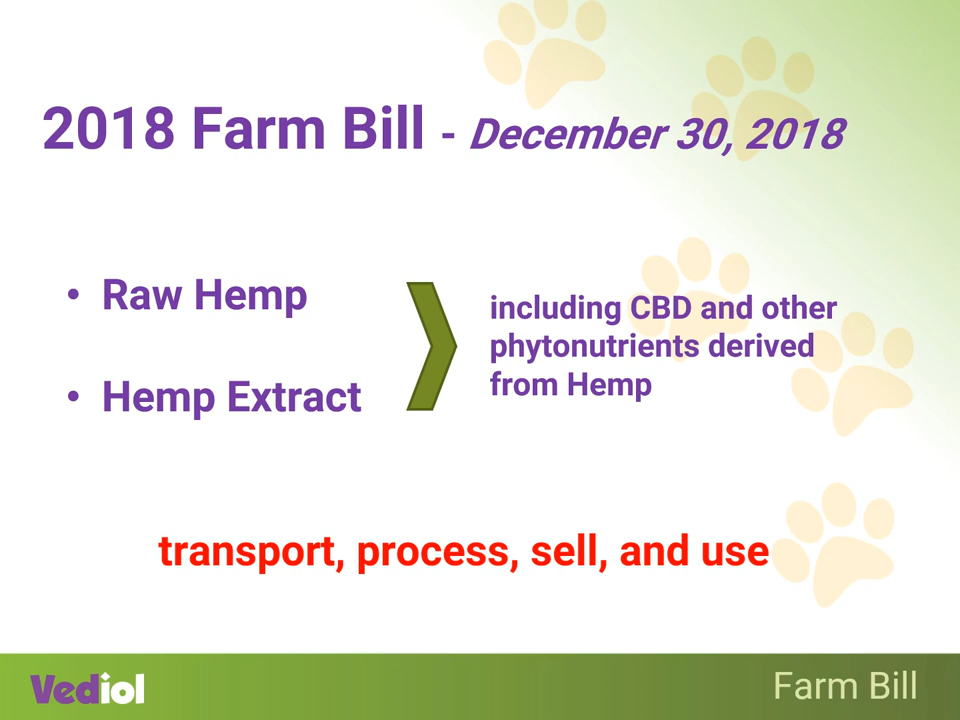 2018 Farm Bill - December 30, 2018
• Raw Hemp
• Hemp Extract
including CBD and other
phytonutrients derived
from Hemp
transport, process, sell, and use
Vediol
Farm Bill